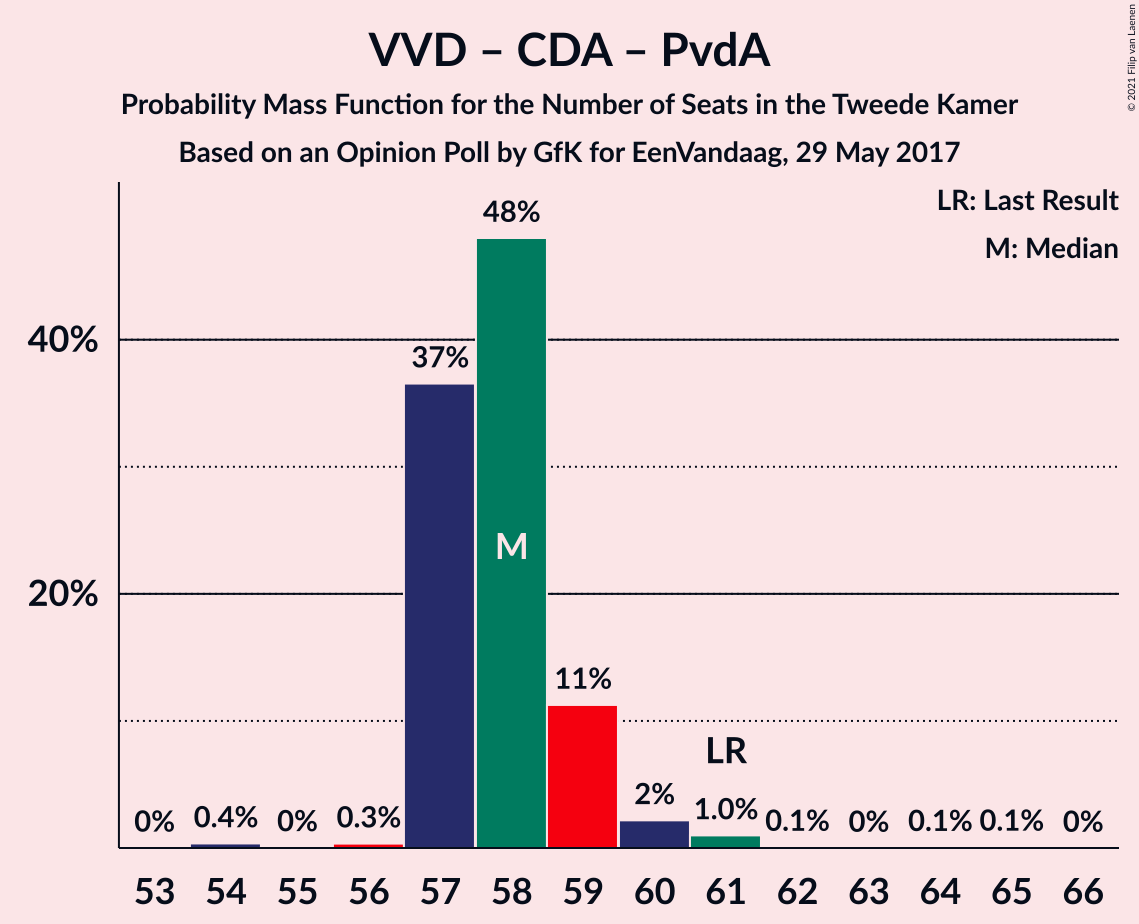 VVD – CDA – PvdA
Probability Mass Function for the Number of Seats in the Tweede Kamer
Based on an Opinion Poll by GfK for EenVandaag, 29 May 2017
© 2021 Filip van Laenen
LR: Last Result
M: Median
40%
20%
0% 0.4% 0% 0.3% 37% 48% 11% 2% 1.0% 0.1% 0% 0.1% 0.1% 0%
M
LR
53 54 55 56 57 58 59 60 61 62 63 64 65 66